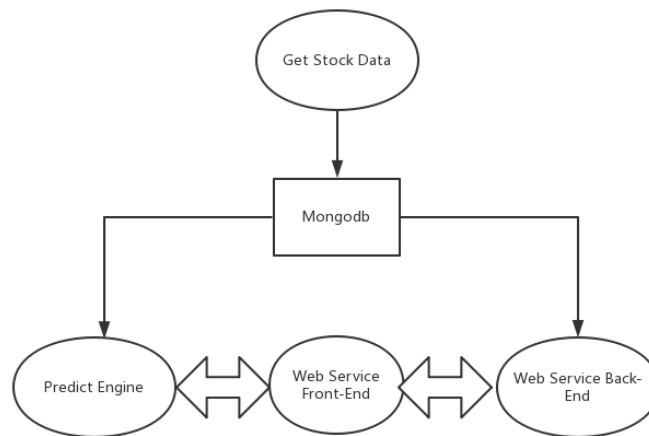 Get Stock Data
Mongodb
Predict Engine
Web Service
Front-End
Web Service Back-
End